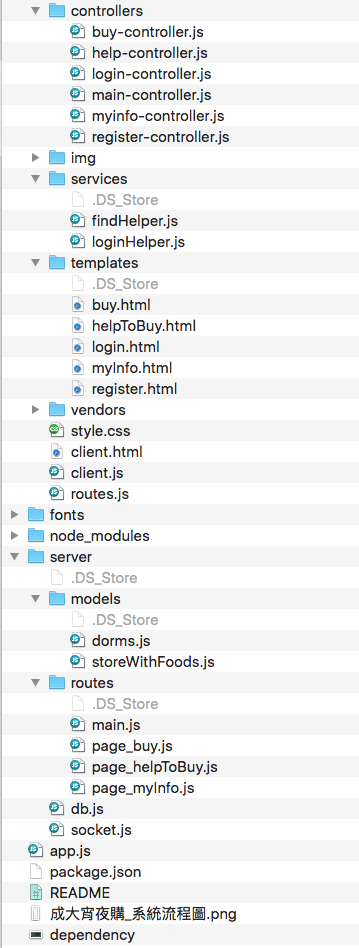 controllers
buy-controller.js
help-controller.js
login-controller.js
main-controller.js
myinfo-controller.js
register-controller.js
img
services
.DS_Store
findHelper.js
loginHelper.js
templates
.DS_Store
buy.html
helpToBuy.html
login.html
myInfo.html
register.html
vendors
style.css
client.html
client.js
routes.js
fonts
node_modules
server
.DS_Store
models
.DS_Store
dorms.js
storeWithFoods.js
routes
.DS_Store
main.js
page_buy.js
page_helpToBuy.js
page_myInfo.js
db.js
socket.js
app.js
package.json
README
成大宵夜購_系統流程圖.png
dependency